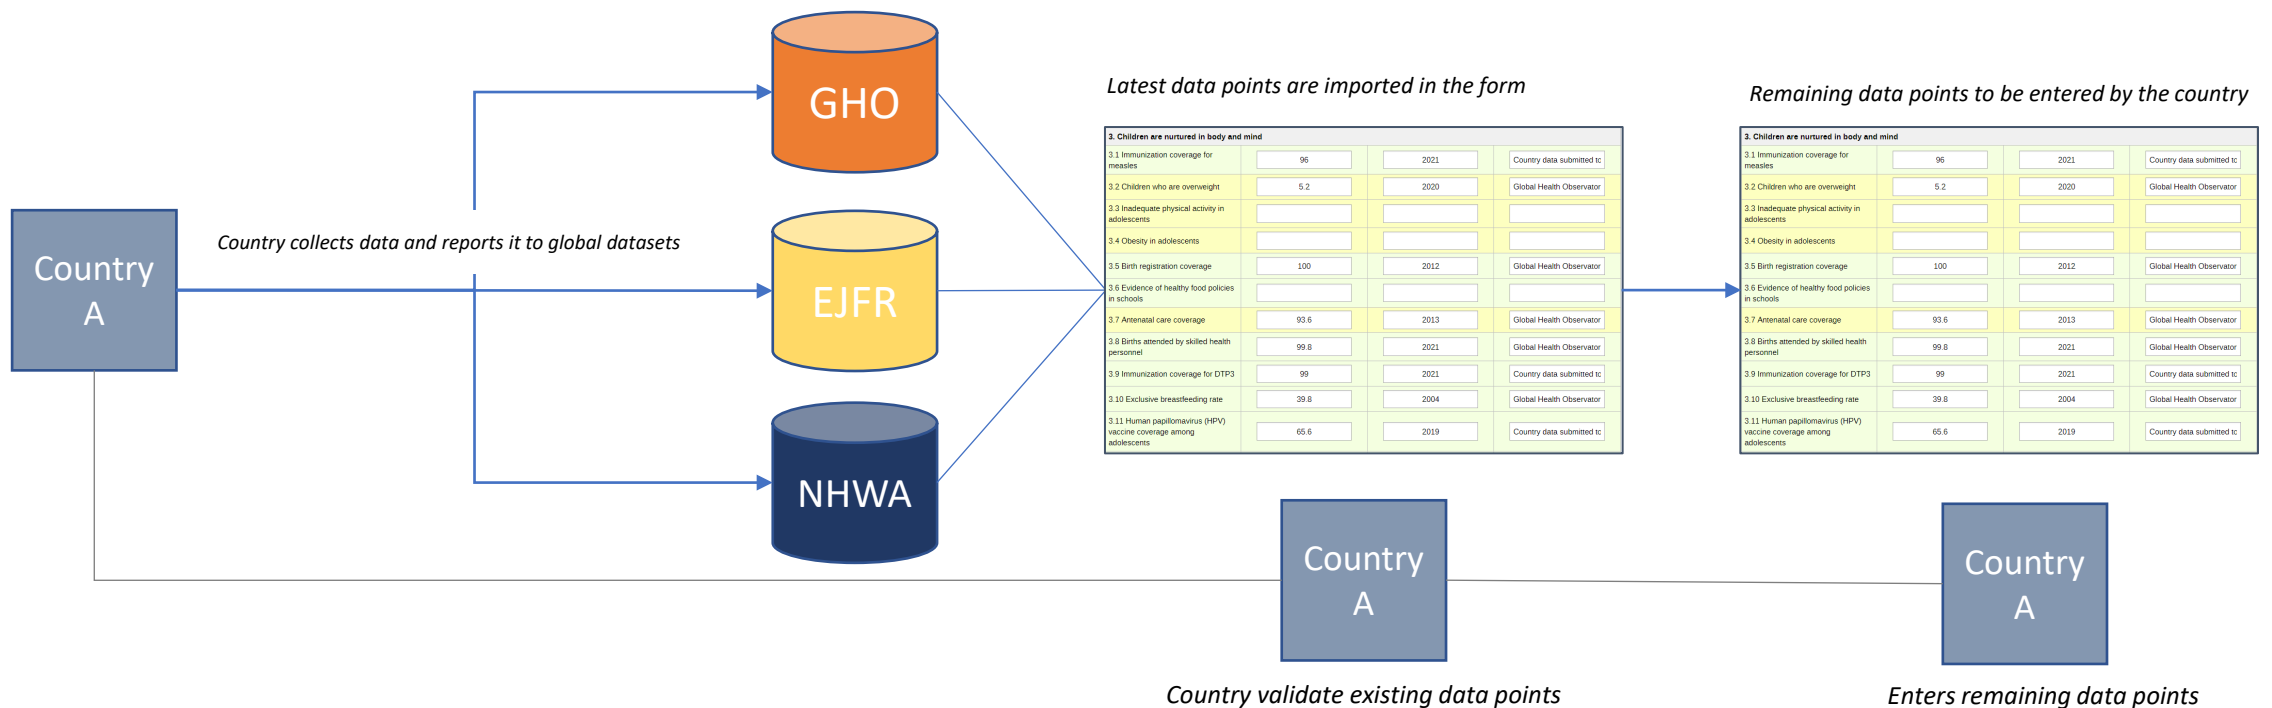 GHO
Latest data points are imported in the form
Remaining data points to be entered by the country
Country
A
Country collects data and reports it to global datasets
EJFR
NHWA
3. Children are nurtured in body and mind
3.1 Immunization coverage for
measles
96
2021
Country data submitted tc
3.2 Children who are overweight
5.2
2020
Global Health Observator
3.3 Inadequate physical activity in
adolescents
3.4 Obesity in adolescents
3.5 Birth registration coverage
100
2012
Global Health Observator
3.6 Evidence of healthy food policies
in schools
3.7 Antenatal care coverage
93.6
2013
Global Health Observator
3.8 Births attended by skilled health
personnel
99.8
2021
Global Health Observator
3.9 Immunization coverage for DTP3
99
2021
Country data submitted tc
3.10 Exclusive breastfeeding rate
39.8
2004
Global Health Observator
3.11 Human papillomavirus (HPV)
vaccine coverage among
adolescents
65.6
2019
Country data submitted tc
3. Children are nurtured in body and mind
3.1 Immunization coverage for
measles
96
2021
Country data submitted tc
3.2 Children who are overweight
5.2
2020
Global Health Observator
3.3 Inadequate physical activity in
adolescents
3.4 Obesity in adolescents
3.5 Birth registration coverage
100
2012
Global Health Observator
3.6 Evidence of healthy food policies
in schools
3.7 Antenatal care coverage
93.6
2013
Global Health Observator
3.8 Births attended by skilled health
personnel
99.8
2021
Global Health Observator
3.9 Immunization coverage for DTP3
99
2021
Country data submitted tc
3.10 Exclusive breastfeeding rate
39.8
2004
Global Health Observator
3.11 Human papillomavirus (HPV)
vaccine coverage among
adolescents
65.6
2019
Country data submitted tc
Country
A
Country validate existing data points
Country
A
Enters remaining data points